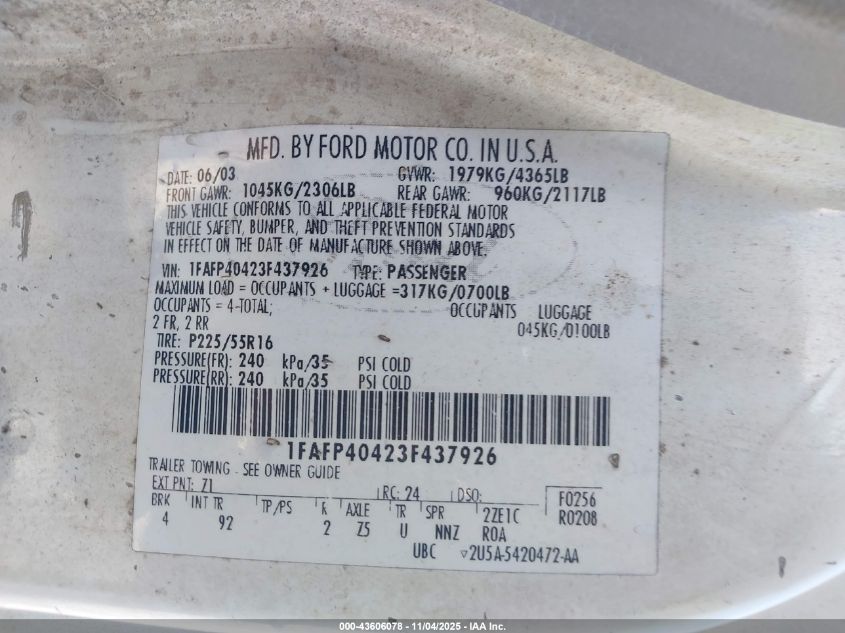 MFD. BY FORD MOTOR CO. IN U.S.A.
DATE: 06/03 GVWR: 1979KG/4365LB
FRONT GAWR: 1045KG/2306LB REAR GAWR: 960KG/2117LB
THIS VEHICLE CONFORMS TO ALL APPLICABLE FEDERAL MOTOR
VEHICLE SAFETY, BUMPER, AND THEFT PREVENTION STANDARDS
IN EFFECT ON THE DATE OF MANUFACTURE SHOWN ABOVE.
VIN: 1FAFP40423F437926 TYPE: PASSENGER
MAXIMUM LOAD = OCCUPANTS + LUGGAGE =317KG/0700LB
OCCUPANTS = 4-TOTAL; OCCUPANTS LUGGAGE
2 FR, 2 RR 045KG/0100LB
TIRE: P225/55R16
PRESSURE(FR): 240 kPa/35 PSI COLD
PRESSURE(RR): 240 kPa/35 PSI COLD
1FAFP40423F437926
TRAILER TOWING - SEE OWNER GUIDE
EXT PNT: Z1 RC: 24 DSO: F0256
BRK INT TR TP/PS R AXLE TR SPR 2ZE1C R0208
4 92 2 Z5 U NNZ ROA
UBC ▽2U5A-5420472-AA
000-43606078 - 11/04/2025 - IAA Inc.